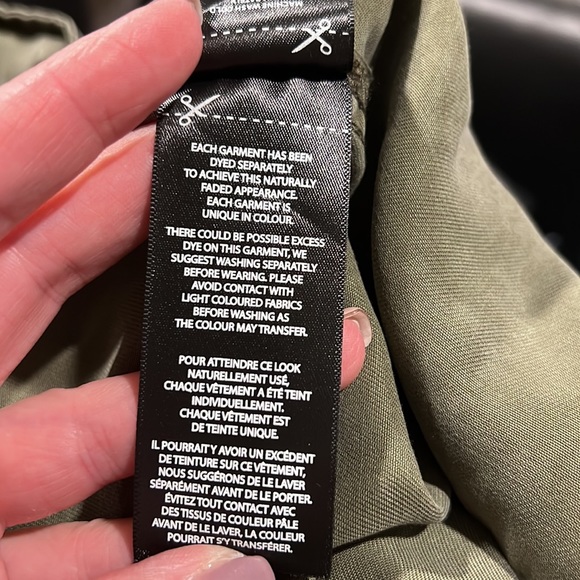 MACHINE WASH COLD
EACH GARMENT HAS BEEN
DYED SEPARATELY
TO ACHIEVE THIS NATURALLY
FADED APPEARANCE.
EACH GARMENT IS
UNIQUE IN COLOUR.
THERE COULD BE POSSIBLE EXCESS
DYE ON THIS GARMENT, WE
SUGGEST WASHING SEPARATELY
BEFORE WEARING. PLEASE
AVOID CONTACT WITH
LIGHT COLOURED FABRICS
BEFORE WASHING AS
THE COLOUR MAY TRANSFER.
POUR ATTEINDRE CE LOOK
NATURELLEMENT USÉ,
CHAQUE VÊTEMENT A ÉTÉ TEINT
INDIVIDUELLEMENT.
CHAQUE VÊTEMENT EST
DE TEINTE UNIQUE.
IL POURRAIT Y AVOIR UN EXCÉDENT
DE TEINTURE SUR CE VÊTEMENT,
NOUS SUGGÉRONS DE LE LAVER
SÉPARÉMENT AVANT DE PORTER.
ÉVITEZ TOUT CONTACT AVEC
DES TISSUS DE COULEUR PÂLE
AVANT DE LE LAVER, LA COULEUR
POURRAIT S'Y TRANSFÉRER.